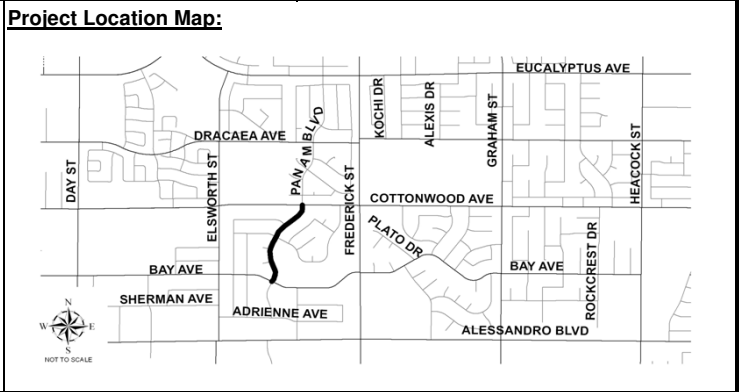 Project Location Map:
EUCALYPTUS AVE
KOCHI DR
ALEXIS DR
GRAHAM ST
PAN AM BLVD
DRACAEA AVE
HEACOCK ST
DAY ST
ELSWORTH ST
FREDERICK ST
COTTONWOOD AVE
PLATO DR
ROCKCREST DR
BAY AVE
BAY AVE
SHERMAN AVE
ADRIENNE AVE
ALESSANDRO BLVD
N
W
E
S
NOT TO SCALE